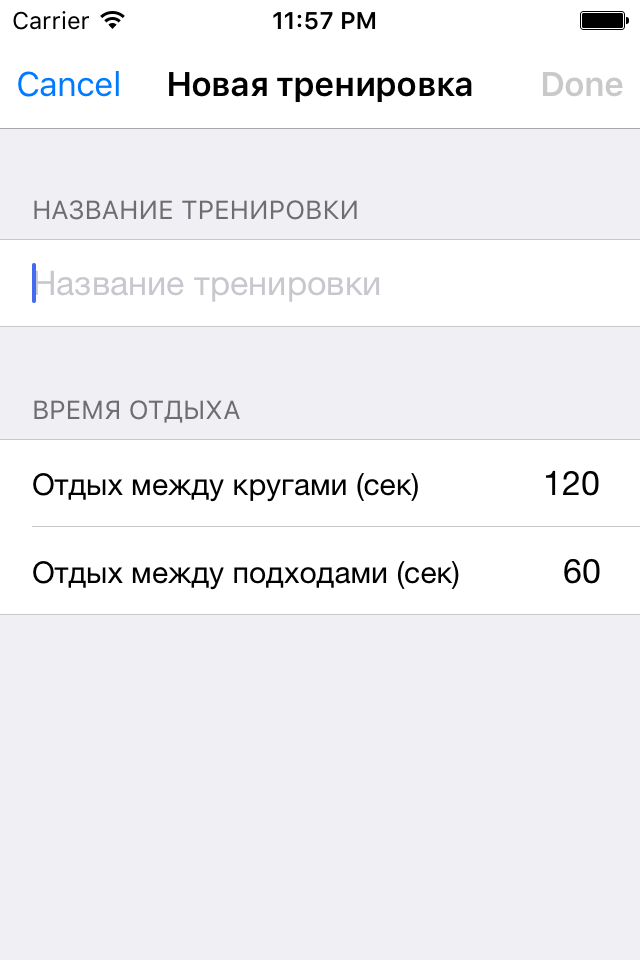 Carrier 11:57 PM
Cancel Новая тренировка Done
НАЗВАНИЕ ТРЕНИРОВКИ
Название тренировки
ВРЕМЯ ОТДЫХА
Отдых между кругами (сек) 120
Отдых между подходами (сек) 60